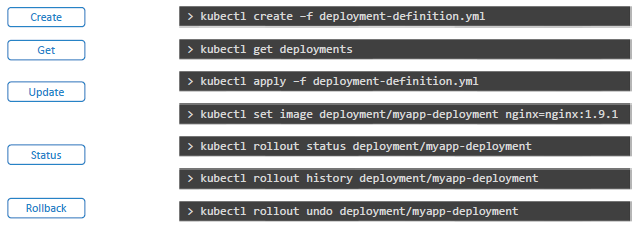 Create
> kubectl create –f deployment-definition.yml
Get
> kubectl get deployments
Update
> kubectl apply –f deployment-definition.yml
> kubectl set image deployment/myapp-deployment nginx=nginx:1.9.1
Status
> kubectl rollout status deployment/myapp-deployment
> kubectl rollout history deployment/myapp-deployment
Rollback
> kubectl rollout undo deployment/myapp-deployment